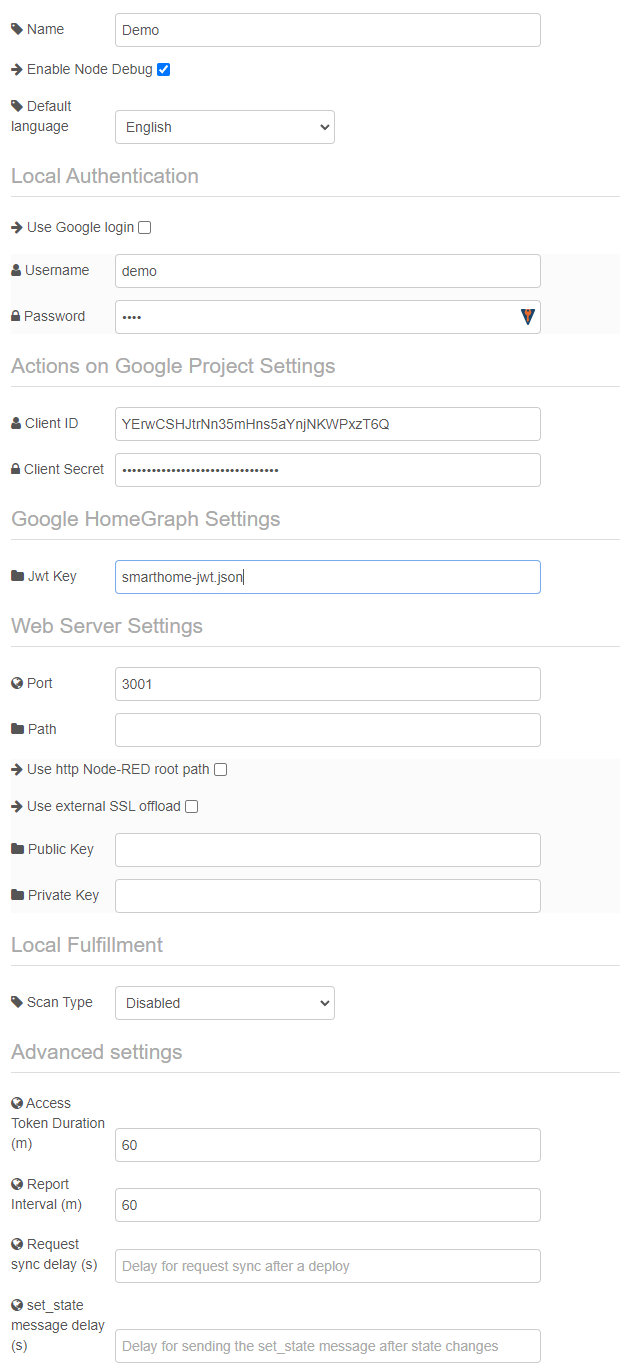 Name
Demo
Enable Node Debug
Default
language
English
Local Authentication
Use Google login
Username
demo
Password
••••
Actions on Google Project Settings
Client ID
YErwCSHJtrNn35mHns5aYnjNKWPxzT6Q
Client Secret
••••••••••••••••••••••••••••••••
Google HomeGraph Settings
Jwt Key
smarthome-jwt.json
Web Server Settings
Port
3001
Path
Use http Node-RED root path
Use external SSL offload
Public Key
Private Key
Local Fulfillment
Scan Type
Disabled
Advanced settings
Access
Token Duration
(m)
60
Report
Interval (m)
60
Request
sync delay (s)
Delay for request sync after a deploy
set_state
message delay
(s)
Delay for sending the set_state message after state changes